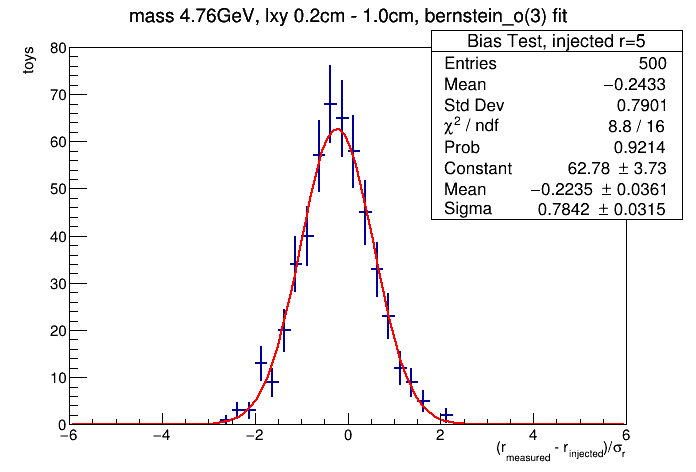 mass 4.76GeV, lxy 0.2cm - 1.0cm, bernstein_o(3) fit
Bias Test, injected r=5
Entries 500
Mean −0.2433
Std Dev 0.7901
χ² / ndf 8.8 / 16
Prob 0.9214
Constant 62.78 ± 3.73
Mean −0.2235 ± 0.0361
Sigma 0.7842 ± 0.0315
toys
80
70
60
50
40
30
20
10
0
−6 −4 −2 0 2 4 6
(r_measured - r_injected)/σ_r